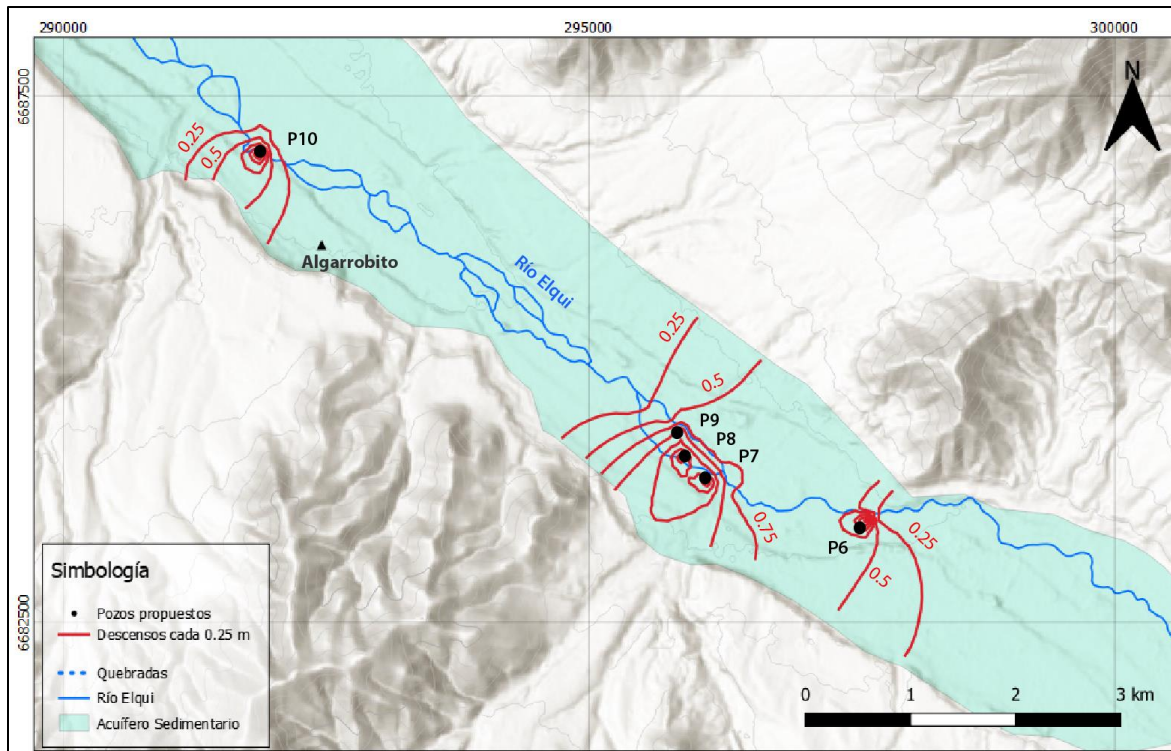 290000
295000
300000
6687500
N
0.25
0.5
P10
Algarrobito
Río Elqui
0.25
0.5
P9
P8
P7
0.75
P6
0.25
0.5
6682500
Simbología
Pozos propuestos
Descensos cada 0.25 m
Quebradas
Río Elqui
Acuífero Sedimentario
0 1 2 3 km